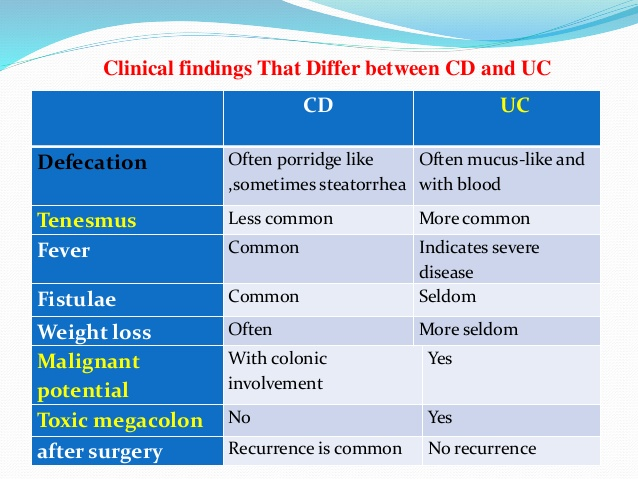 Clinical findings That Differ between CD and UC
CD UC
Defecation Often porridge like Often mucus-like and
,sometimes steatorrhea with blood
Tenesmus Less common More common
Fever Common Indicates severe
disease
Fistulae Common Seldom
Weight loss Often More seldom
Malignant With colonic Yes
potential involvement
Toxic megacolon No Yes
after surgery Recurrence is common No recurrence